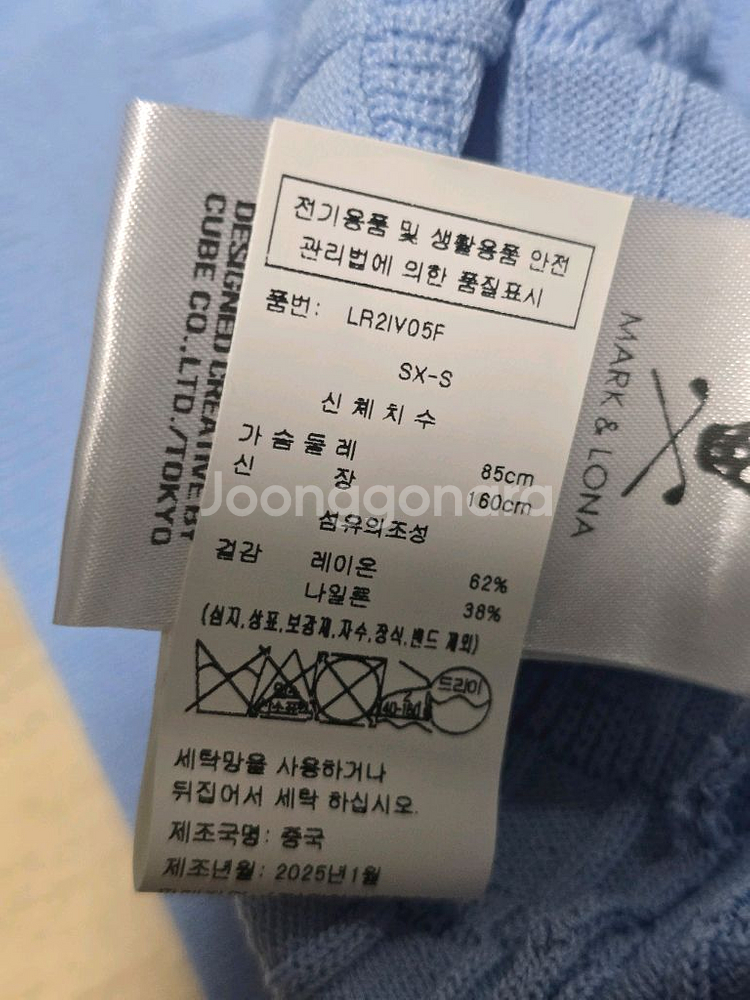 전기용품 및 생활용품 안전
관리법에 의한 품질표시
품번: LR2IV05F
SX-S
신체치수
가슴둘레 85cm
신 장 160cm
섬유의조성
겉감 레이온 62%
나일론 38%
(심지,상표,보강제,자수,장식,밴드 제외)
드라이
세탁망을 사용하거나
뒤집어서 세탁 하십시오.
제조국명: 중국
제조년월: 2025년1월
DESIGNED CREATIVE BY
CUBE CO.,LTD./TOKYO
MARK & LONA
Joonggonara